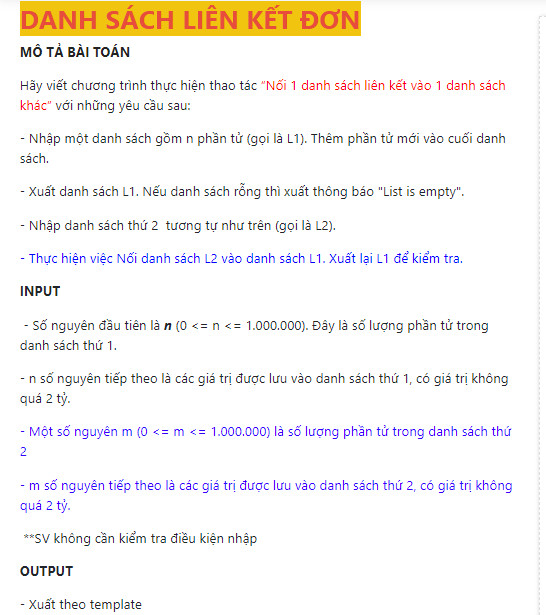 DANH SÁCH LIÊN KẾT ĐƠN
MÔ TẢ BÀI TOÁN
Hãy viết chương trình thực hiện thao tác "Nối 1 danh sách liên kết vào 1 danh sách
khác" với những yêu cầu sau:
- Nhập một danh sách gồm n phần tử (gọi là L1). Thêm phần tử mới vào cuối danh
sách.
- Xuất danh sách L1. Nếu danh sách rỗng thì xuất thông báo "List is empty".
- Nhập danh sách thứ 2 tương tự như trên (gọi là L2).
- Thực hiện việc Nối danh sách L2 vào danh sách L1. Xuất lại L1 để kiểm tra.
INPUT
- Số nguyên đầu tiên là n (0 <= n <= 1.000.000). Đây là số lượng phần tử trong
danh sách thứ 1.
- n số nguyên tiếp theo là các giá trị được lưu vào danh sách thứ 1, có giá trị không
quá 2 tỷ.
- Một số nguyên m (0 <= m <= 1.000.000) là số lượng phần tử trong danh sách thứ
2
- m số nguyên tiếp theo là các giá trị được lưu vào danh sách thứ 2, có giá trị không
quá 2 tỷ.
**SV không cần kiểm tra điều kiện nhập
OUTPUT
- Xuất theo template